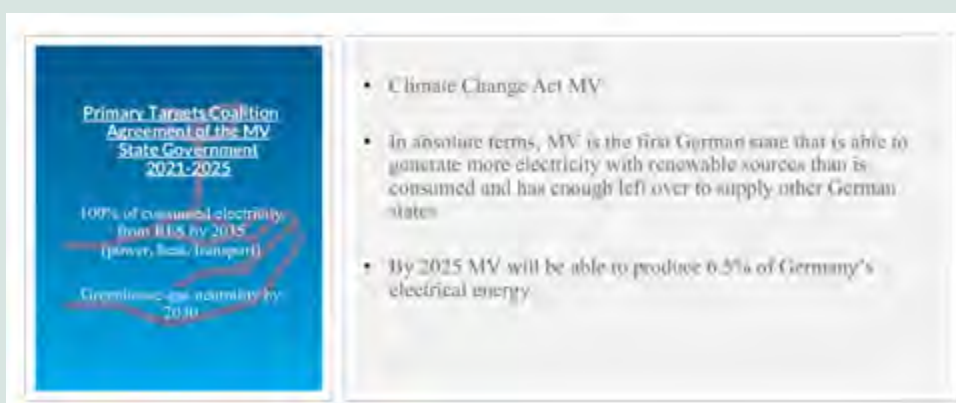 Primary Targets Coalition
Agreement of the MV
State Government
2021-2025
100% of consumed electricity
from RES by 2035
(power, heat, transport)
Greenhouse gas neutrality by
• Climate Change Act MV
• In absolute terms, MV is the first German state that is able to
generate more electricity with renewable sources than is
consumed and has enough left over to supply other German
states
• By 2025 MV will be able to produce 6.5% of Germany's
electrical energy